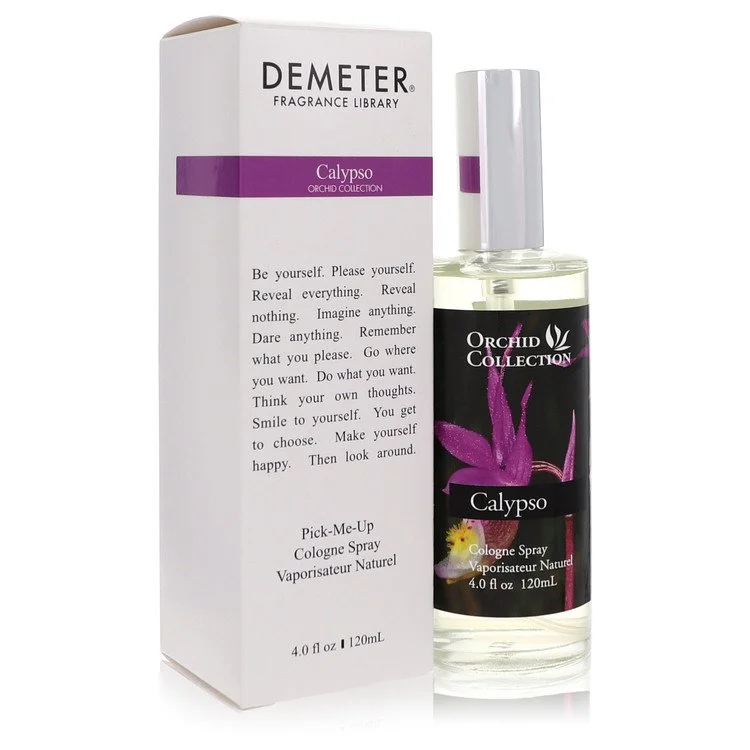 DEMETER®
FRAGRANCE LIBRARY
Calypso
ORCHID COLLECTION
Be yourself. Please yourself.
Reveal everything. Reveal
nothing. Imagine anything.
Dare anything. Remember
what you please. Go where
you want. Do what you want.
Think your own thoughts.
Smile to yourself. You get
to choose. Make yourself
happy. Then look around.
Pick-Me-Up
Cologne Spray
Vaporisateur Naturel
4.0 fl oz 120mL
ORCHID
COLLECTION
Calypso
Cologne Spray
Vaporisateur Naturel
4.0 fl oz 120mL